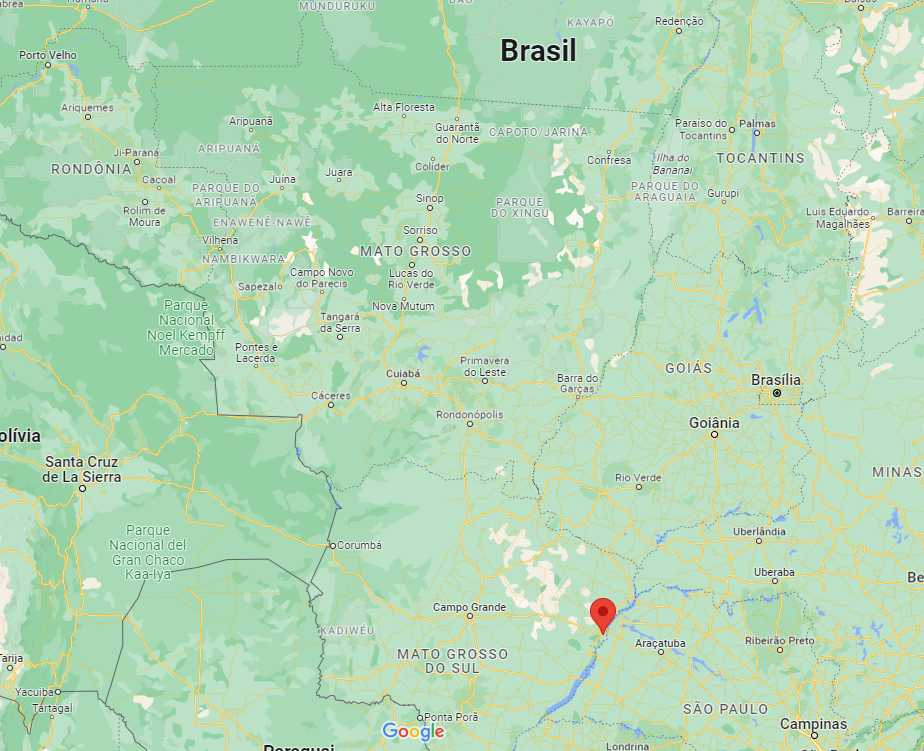 MUNDURUKU
KAYAPÓ
Redenção
Brasil
Porto Velho
Ariquemes
Alta Floresta
Aripuanã
Guarantã
do Norte
CAPOTO/JARINA
Paraíso do
Tocantins
Palmas
ARIPUANÃ
Ji-Paraná
RONDÔNIA
Cacoal
Colíder
Confresa
Ilha do
Bananal
TOCANTINS
Juína
Juara
PARQUE DO
ARIPUANÃ
PARQUE DO
ARAGUAIA
Gurupi
Sinop
PARQUE
DO XINGU
Rolim de
Moura
ENAWENÊ-NAWÊ
Luís Eduardo
Magalhães
Barreira
Vilhena
Sorriso
MATO GROSSO
NAMBIKWARA
Campo Novo
do Parecis
Lucas do
Rio Verde
Sapezal
Nova Mutum
Parque
Nacional
Noel Kempff
Mercado
Tangará
da Serra
nidad
Pontes e
Lacerda
Cuiabá
Primavera
do Leste
GOIÁS
Barra do
Garças
Brasília
Cáceres
Rondonópolis
Goiânia
olívia
Santa Cruz
de La Sierra
Rio Verde
MINAS
Parque
Nacional del
Gran Chaco
Kaa-Iya
Uberlândia
Corumbá
Uberaba
Be
Campo Grande
KADIWÉU
Araçatuba
Ribeirão Preto
MATO GROSSO
DO SUL
Tarija
Yacuiba
Tartagal
SÃO PAULO
Ponta Porã
Campinas
Google
Paraguai
Londrina